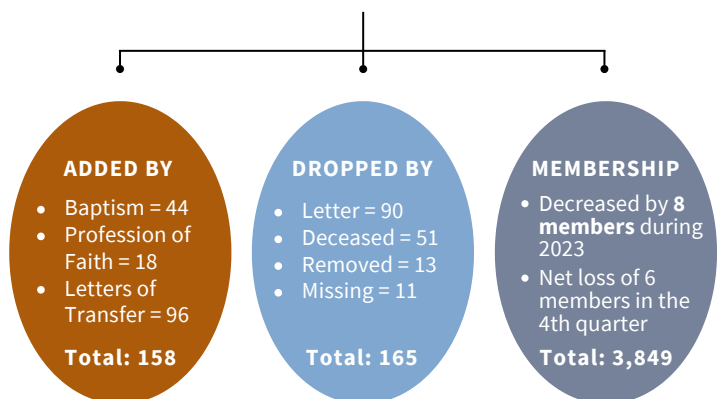 ADDED BY
• Baptism = 44
• Profession of
Faith = 18
• Letters of
Transfer = 96
Total: 158
DROPPED BY
• Letter = 90
• Deceased = 51
• Removed = 13
• Missing = 11
Total: 165
MEMBERSHIP
• Decreased by 8
members during
2023
• Net loss of 6
members in the
4th quarter
Total: 3,849